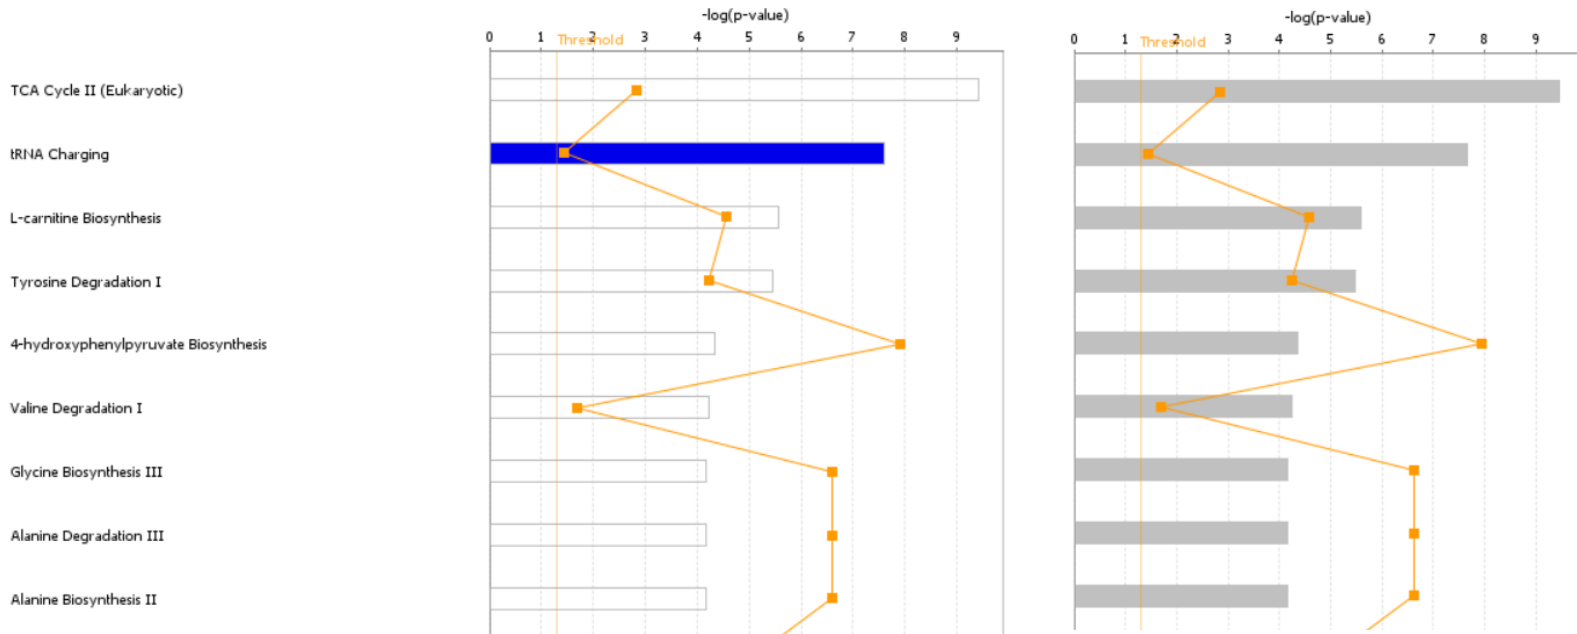 -log(p-value)
0 1 2 3 4 5 6 7 8 9
Threshold
-log(p-value)
0 1 2 3 4 5 6 7 8 9
Threshold
TCA Cycle II (Eukaryotic)
tRNA Charging
L-carnitine Biosynthesis
Tyrosine Degradation I
4-hydroxyphenylpyruvate Biosynthesis
Valine Degradation I
Glycine Biosynthesis III
Alanine Degradation III
Alanine Biosynthesis II